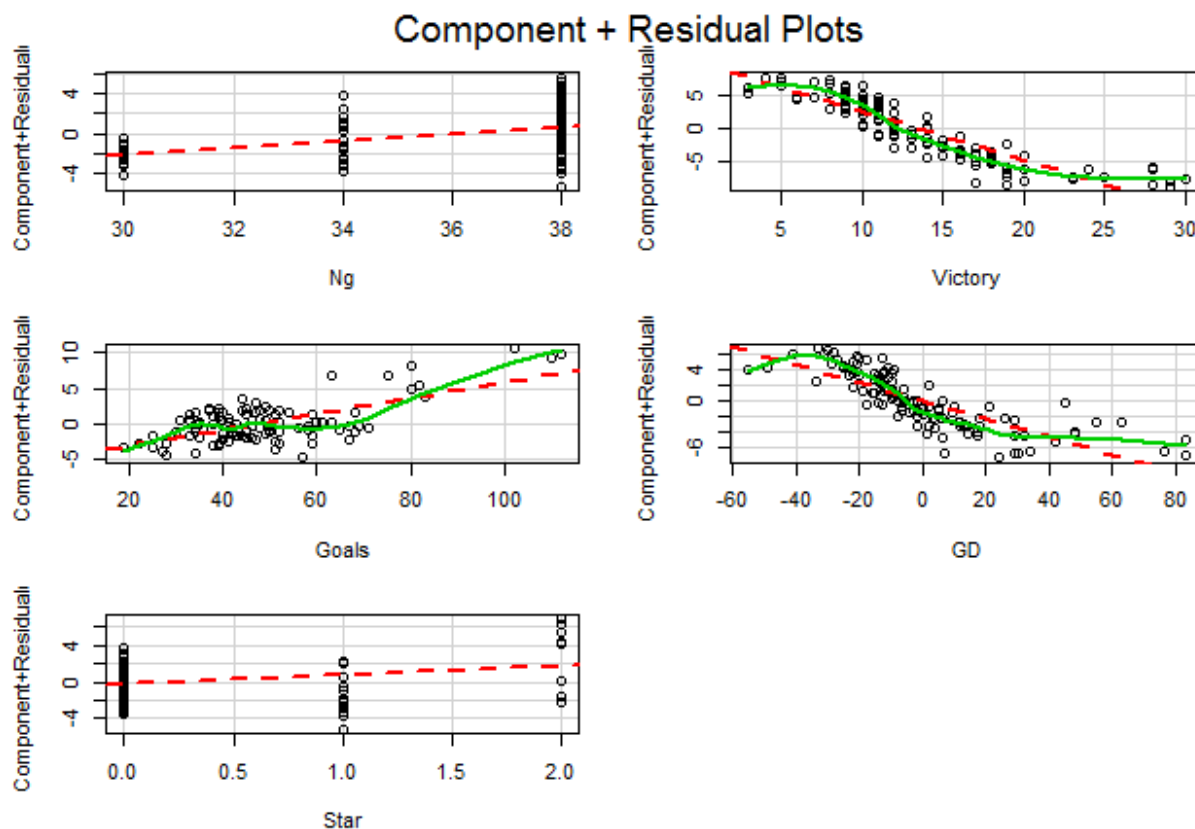 Component + Residual Plots
Component+Residual(
4
0
-4
30 32 34 36 38
Ng
Component+Residual(
5
0
-5
5 10 15 20 25 30
Victory
Component+Residual(
10
5
0
-5
20 40 60 80 100
Goals
Component+Residual(
4
0
-6
-60 -40 -20 0 20 40 60 80
GD
Component+Residual(
4
0
-4
0.0 0.5 1.0 1.5 2.0
Star